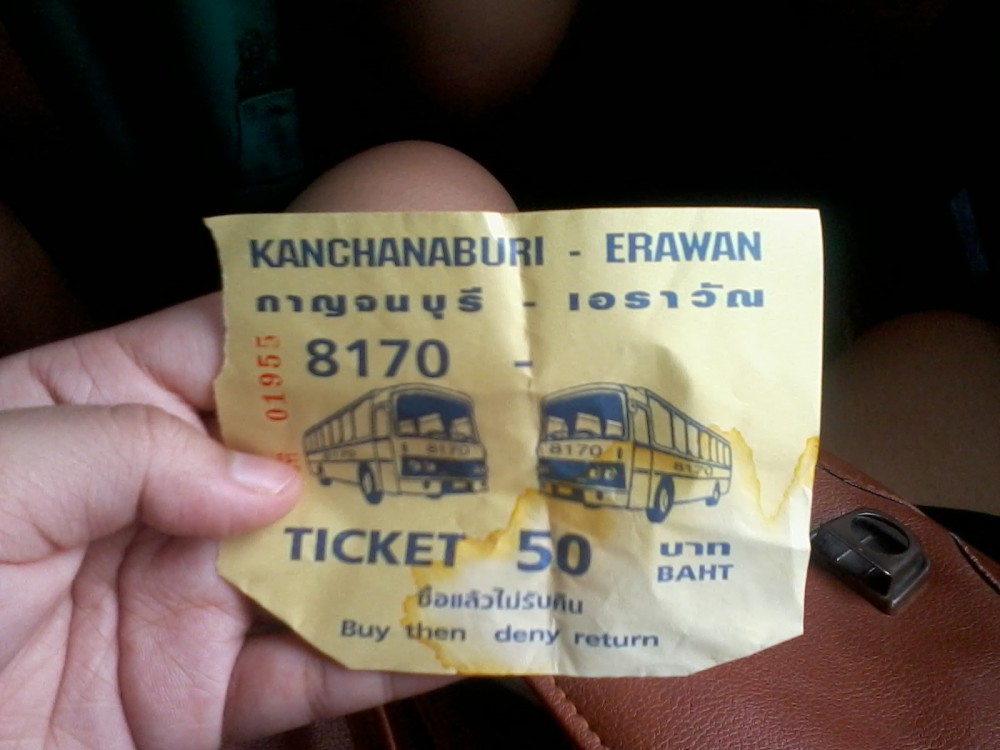 KANCHANABURI - ERAWAN
กาญจนบุรี - เอราวัณ
01955
8170 -
8170
8170
8170
TICKET 50 บาท
BAHT
ซื้อแล้วไม่รับคืน
Buy then deny return